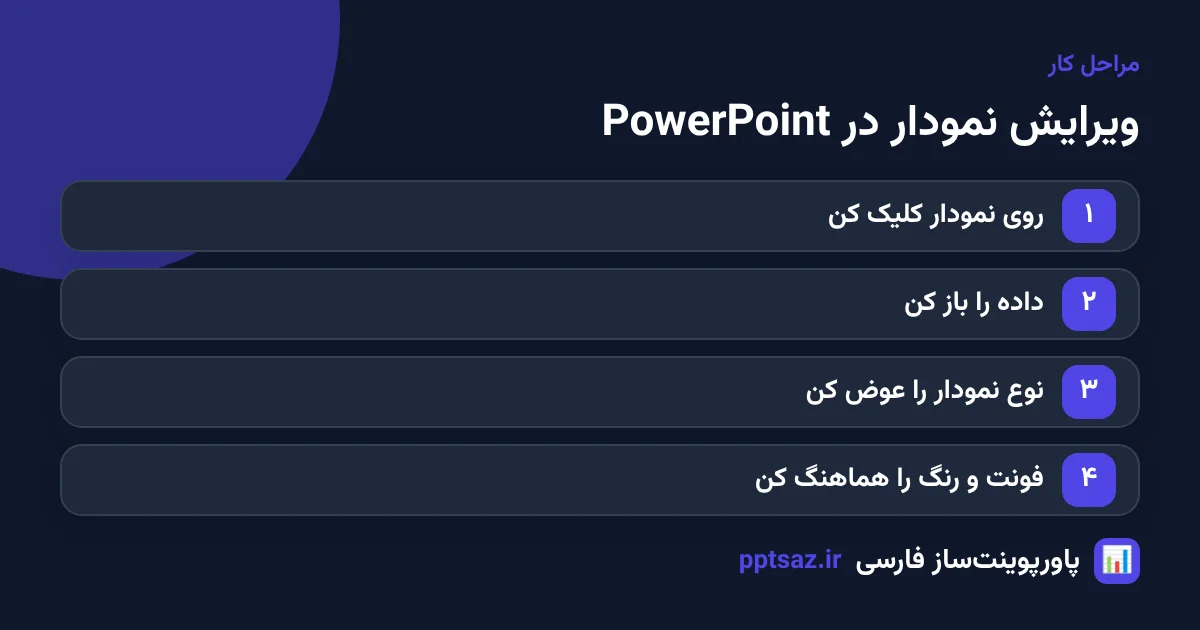 مراحل کار
ویرایش نمودار در PowerPoint
۱ روی نمودار کلیک کن
۲ داده را باز کن
۳ نوع نمودار را عوض کن
۴ فونت و رنگ را هماهنگ کن
پاورپوینت‌ساز فارسی pptsaz.ir